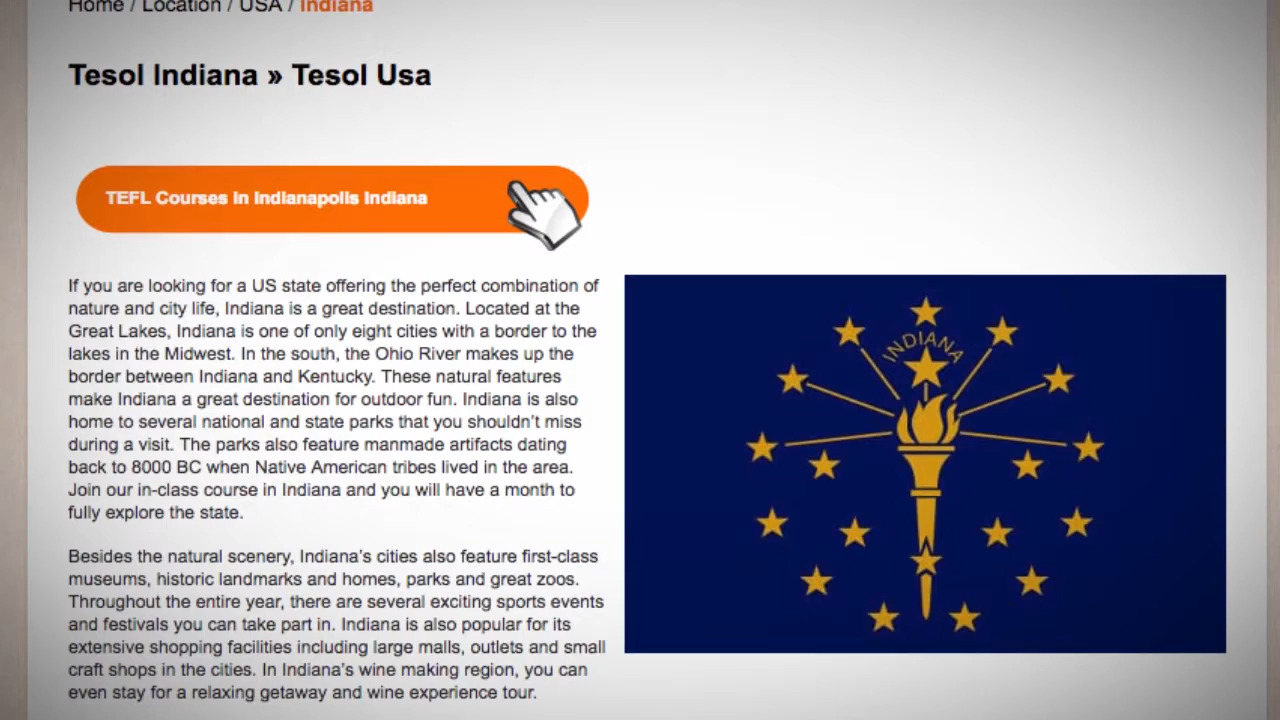 Home / Location / USA / Indiana
Tesol Indiana » Tesol Usa
TEFL Courses in Indianapolis Indiana
If you are looking for a US state offering the perfect combination of
nature and city life, Indiana is a great destination. Located at the
Great Lakes, Indiana is one of only eight cities with a border to the
lakes in the Midwest. In the south, the Ohio River makes up the
border between Indiana and Kentucky. These natural features
make Indiana a great destination for outdoor fun. Indiana is also
home to several national and state parks that you shouldn't miss
during a visit. The parks also feature manmade artifacts dating
back to 8000 BC when Native American tribes lived in the area.
Join our in-class course in Indiana and you will have a month to
fully explore the state.
Besides the natural scenery, Indiana's cities also feature first-class
museums, historic landmarks and homes, parks and great zoos.
Throughout the entire year, there are several exciting sports events
and festivals you can take part in. Indiana is also popular for its
extensive shopping facilities including large malls, outlets and small
craft shops in the cities. In Indiana's wine making region, you can
even stay for a relaxing getaway and wine experience tour.
INDIANA